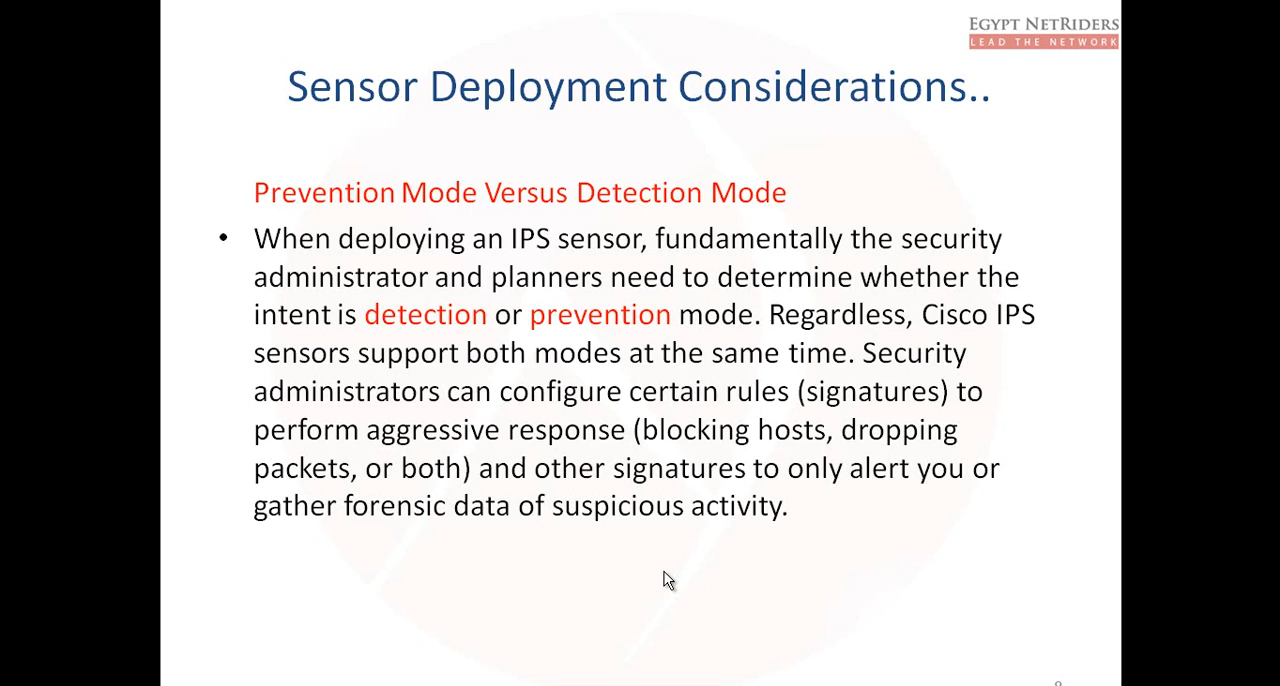 EGYPT NETRIDERS
LEAD THE NETWORK
Sensor Deployment Considerations..
Prevention Mode Versus Detection Mode
• When deploying an IPS sensor, fundamentally the security
administrator and planners need to determine whether the
intent is detection or prevention mode. Regardless, Cisco IPS
sensors support both modes at the same time. Security
administrators can configure certain rules (signatures) to
perform aggressive response (blocking hosts, dropping
packets, or both) and other signatures to only alert you or
gather forensic data of suspicious activity.